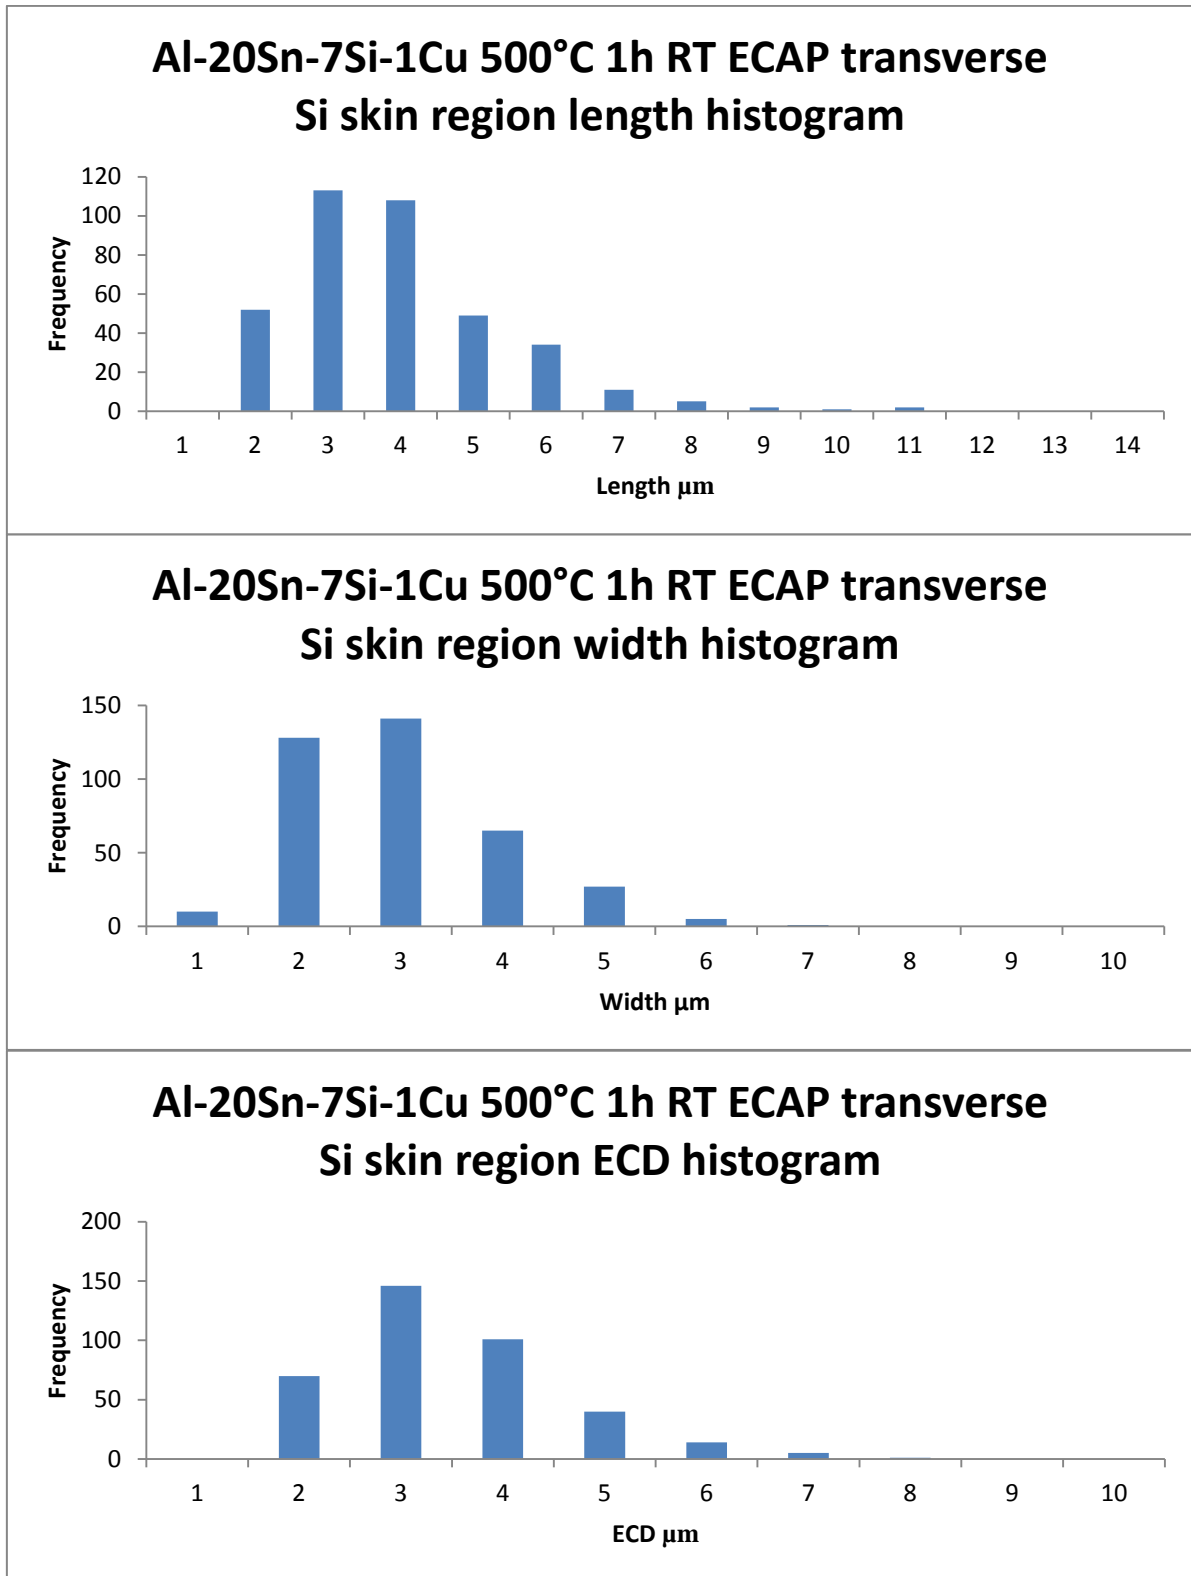 Al-20Sn-7Si-1Cu 500°C 1h RT ECAP transverse
Si skin region length histogram
120
100
80
60
40
20
0
Frequency
1 2 3 4 5 6 7 8 9 10 11 12 13 14
Length μm
Al-20Sn-7Si-1Cu 500°C 1h RT ECAP transverse
Si skin region width histogram
150
100
50
0
Frequency
1 2 3 4 5 6 7 8 9 10
Width μm
Al-20Sn-7Si-1Cu 500°C 1h RT ECAP transverse
Si skin region ECD histogram
200
150
100
50
0
Frequency
1 2 3 4 5 6 7 8 9 10
ECD μm